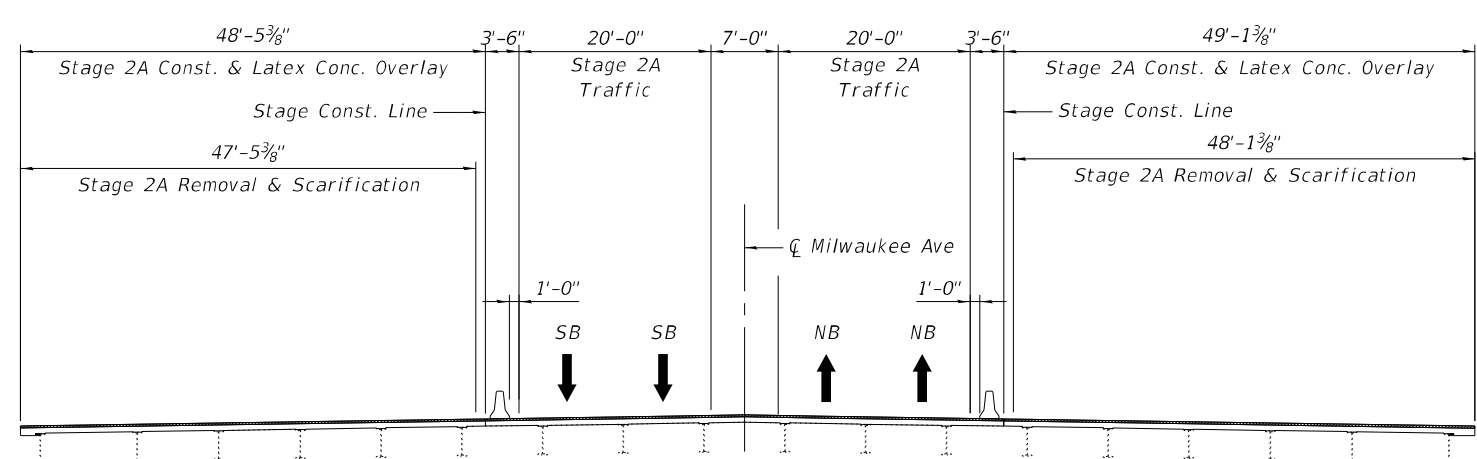 48'-5⅜" 3'-6" 20'-0" 7'-0" 20'-0" 3'-6" 49'-1⅜"
Stage 2A Const. & Latex Conc. Overlay
Stage 2A
Traffic
Stage 2A
Traffic
Stage 2A Const. & Latex Conc. Overlay
Stage Const. Line
Stage Const. Line
47'-5⅜"
Stage 2A Removal & Scarification
48'-1⅜"
Stage 2A Removal & Scarification
℄ Milwaukee Ave
1'-0" 1'-0"
SB SB NB NB